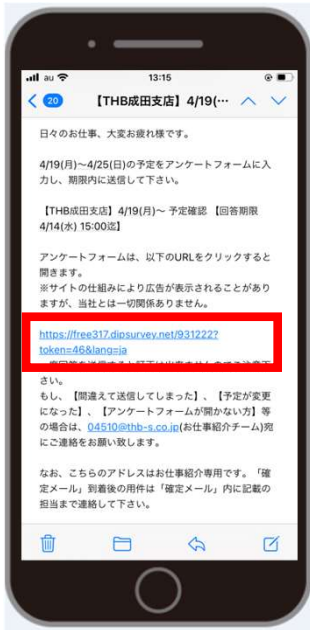 au
13:15
20
【THB成田支店】4/19(…
日々のお仕事、大変お疲れ様です。
4/19(月)~4/25(日)の予定をアンケートフォームに入
力し、期限内に送信して下さい。
【THB成田支店】4/19(月)~ 予定確認 【回答期限
4/14(水) 15:00迄】
アンケートフォームは、以下のURLをクリックすると
開きます。
※サイトの仕組みにより広告が表示されることがあり
ますが、当社とは一切関係ありません。
https://free317.dipsurvey.net/931222?
token=46&lang=ja
さい。
もし、【間違えて送信してしまった】、【予定が変更
になった】、【アンケートフォームが開かない方】等
の場合は、04510@thb-s.co.jp(お仕事紹介チーム)宛
にご連絡をお願い致します。
なお、こちらのアドレスはお仕事紹介専用です。「確
定メール」到着後の用件は「確定メール」内に記載の
担当まで連絡して下さい。